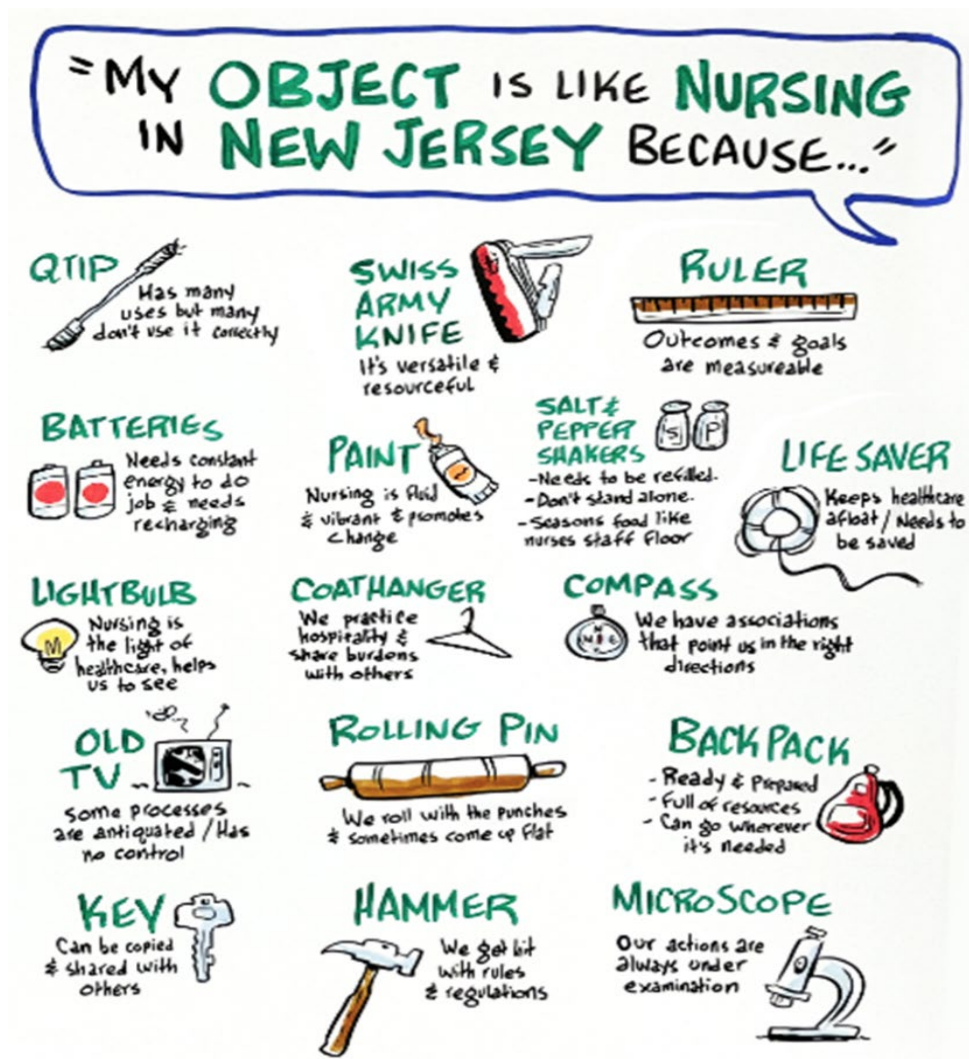 "MY OBJECT IS LIKE NURSING
IN NEW JERSEY BECAUSE..."
QTIP
Has many
uses but many
don't use it correctly
SWISS
ARMY
KNIFE
It's versatile &
resourceful
RULER
Outcomes & goals
are measureable
BATTERIES
Needs constant
energy to do
job & needs
recharging
PAINT
Nursing is fluid
& vibrant & promotes
change
SALT &
PEPPER
SHAKERS
S P
- Needs to be refilled.
- Don't stand alone.
- Seasons food like
nurses staff floor
LIFE SAVER
Keeps healthcare
afloat / Needs to
be saved
LIGHTBULB
Nursing is
the light of
healthcare, helps
us to see
COATHANGER
We practice
hospitality &
share burdens
with others
COMPASS
We have associations
that point us in the right
directions
OLD
TV
Some processes
are antiquated / Has
no control
ROLLING PIN
We roll with the punches
& sometimes come up flat
BACKPACK
- Ready & Prepared
- Full of resources
- Can go wherever
it's needed
KEY
Can be copied
& shared with
others
HAMMER
We get hit
with rules
& regulations
MICROSCOPE
Our actions are
always under
examination